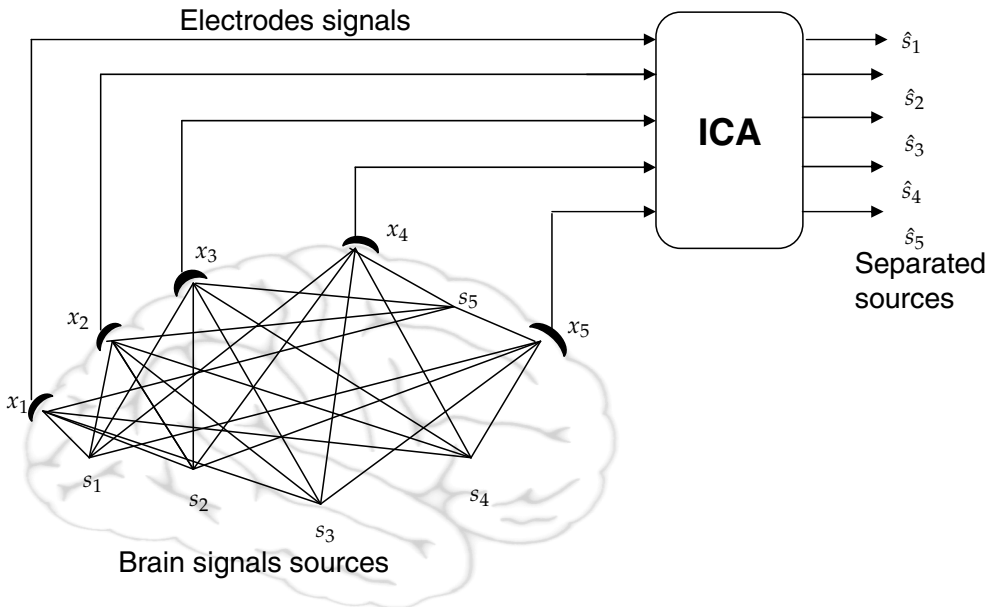 Electrodes signals
ŝ1
ŝ2
ICA
ŝ3
ŝ4
x4
ŝ5
x3
Separated
sources
s5
x2
x5
x1
s1
s2
s4
s3
Brain signals sources